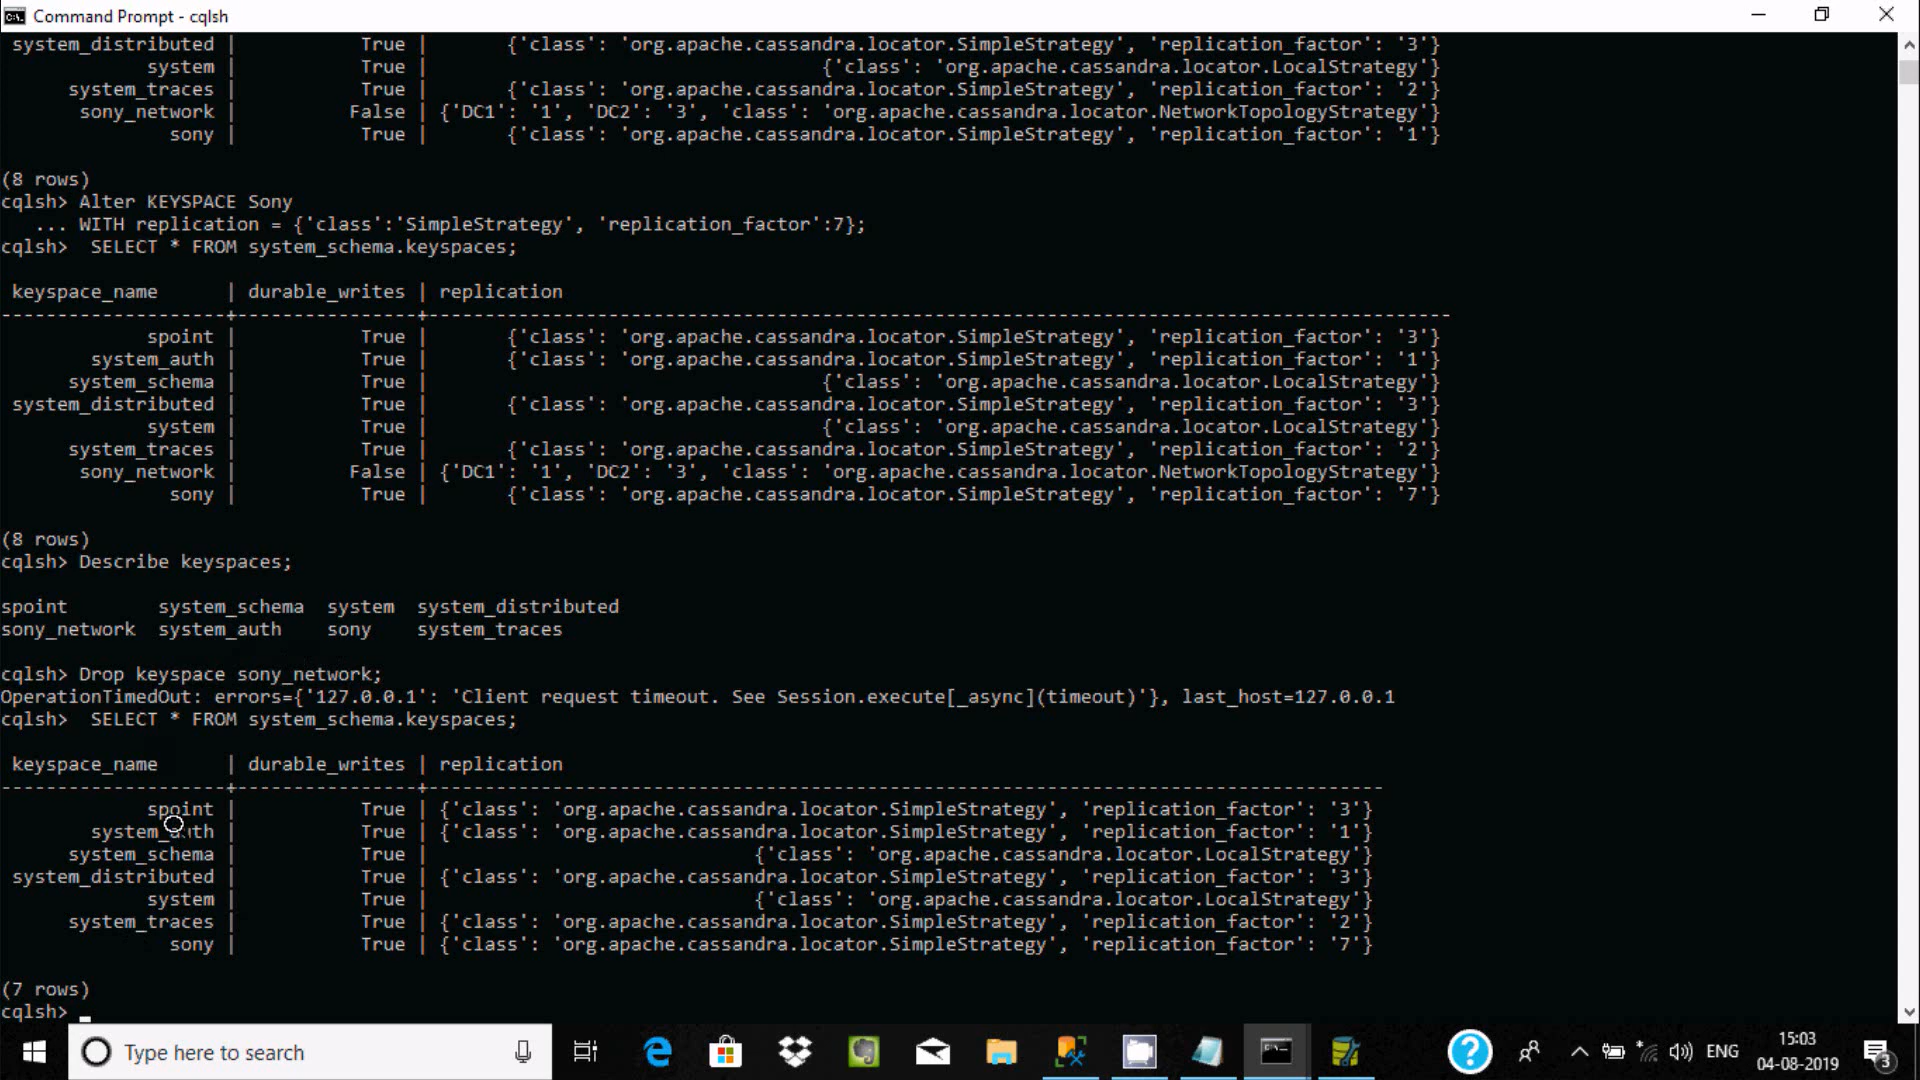 Command Prompt - cqlsh
system_distributed | True | {'class': 'org.apache.cassandra.locator.SimpleStrategy', 'replication_factor': '3'}
system | True | {'class': 'org.apache.cassandra.locator.LocalStrategy'}
system_traces | True | {'class': 'org.apache.cassandra.locator.SimpleStrategy', 'replication_factor': '2'}
sony_network | False | {'DC1': '1', 'DC2': '3', 'class': 'org.apache.cassandra.locator.NetworkTopologyStrategy'}
sony | True | {'class': 'org.apache.cassandra.locator.SimpleStrategy', 'replication_factor': '1'}
(8 rows)
cqlsh> Alter KEYSPACE Sony
... WITH replication = {'class':'SimpleStrategy', 'replication_factor':7};
cqlsh>  SELECT * FROM system_schema.keyspaces;
keyspace_name | durable_writes | replication
--------------------+----------------+-------------------------------------------------------------------------------------------
spoint | True | {'class': 'org.apache.cassandra.locator.SimpleStrategy', 'replication_factor': '3'}
system_auth | True | {'class': 'org.apache.cassandra.locator.SimpleStrategy', 'replication_factor': '1'}
system_schema | True | {'class': 'org.apache.cassandra.locator.LocalStrategy'}
system_distributed | True | {'class': 'org.apache.cassandra.locator.SimpleStrategy', 'replication_factor': '3'}
system | True | {'class': 'org.apache.cassandra.locator.LocalStrategy'}
system_traces | True | {'class': 'org.apache.cassandra.locator.SimpleStrategy', 'replication_factor': '2'}
sony_network | False | {'DC1': '1', 'DC2': '3', 'class': 'org.apache.cassandra.locator.NetworkTopologyStrategy'}
sony | True | {'class': 'org.apache.cassandra.locator.SimpleStrategy', 'replication_factor': '7'}
(8 rows)
cqlsh> Describe keyspaces;
spoint system_schema system system_distributed
sony_network system_auth sony system_traces
cqlsh> Drop keyspace sony_network;
OperationTimedOut: errors={'127.0.0.1': 'Client request timeout. See Session.execute[_async](timeout)'}, last_host=127.0.0.1
cqlsh>  SELECT * FROM system_schema.keyspaces;
keyspace_name | durable_writes | replication
--------------------+----------------+-------------------------------------------------------------------------------------
spoint | True | {'class': 'org.apache.cassandra.locator.SimpleStrategy', 'replication_factor': '3'}
system_auth | True | {'class': 'org.apache.cassandra.locator.SimpleStrategy', 'replication_factor': '1'}
system_schema | True | {'class': 'org.apache.cassandra.locator.LocalStrategy'}
system_distributed | True | {'class': 'org.apache.cassandra.locator.SimpleStrategy', 'replication_factor': '3'}
system | True | {'class': 'org.apache.cassandra.locator.LocalStrategy'}
system_traces | True | {'class': 'org.apache.cassandra.locator.SimpleStrategy', 'replication_factor': '2'}
sony | True | {'class': 'org.apache.cassandra.locator.SimpleStrategy', 'replication_factor': '7'}
(7 rows)
cqlsh> _
Type here to search
ENG
15:03
04-08-2019
3